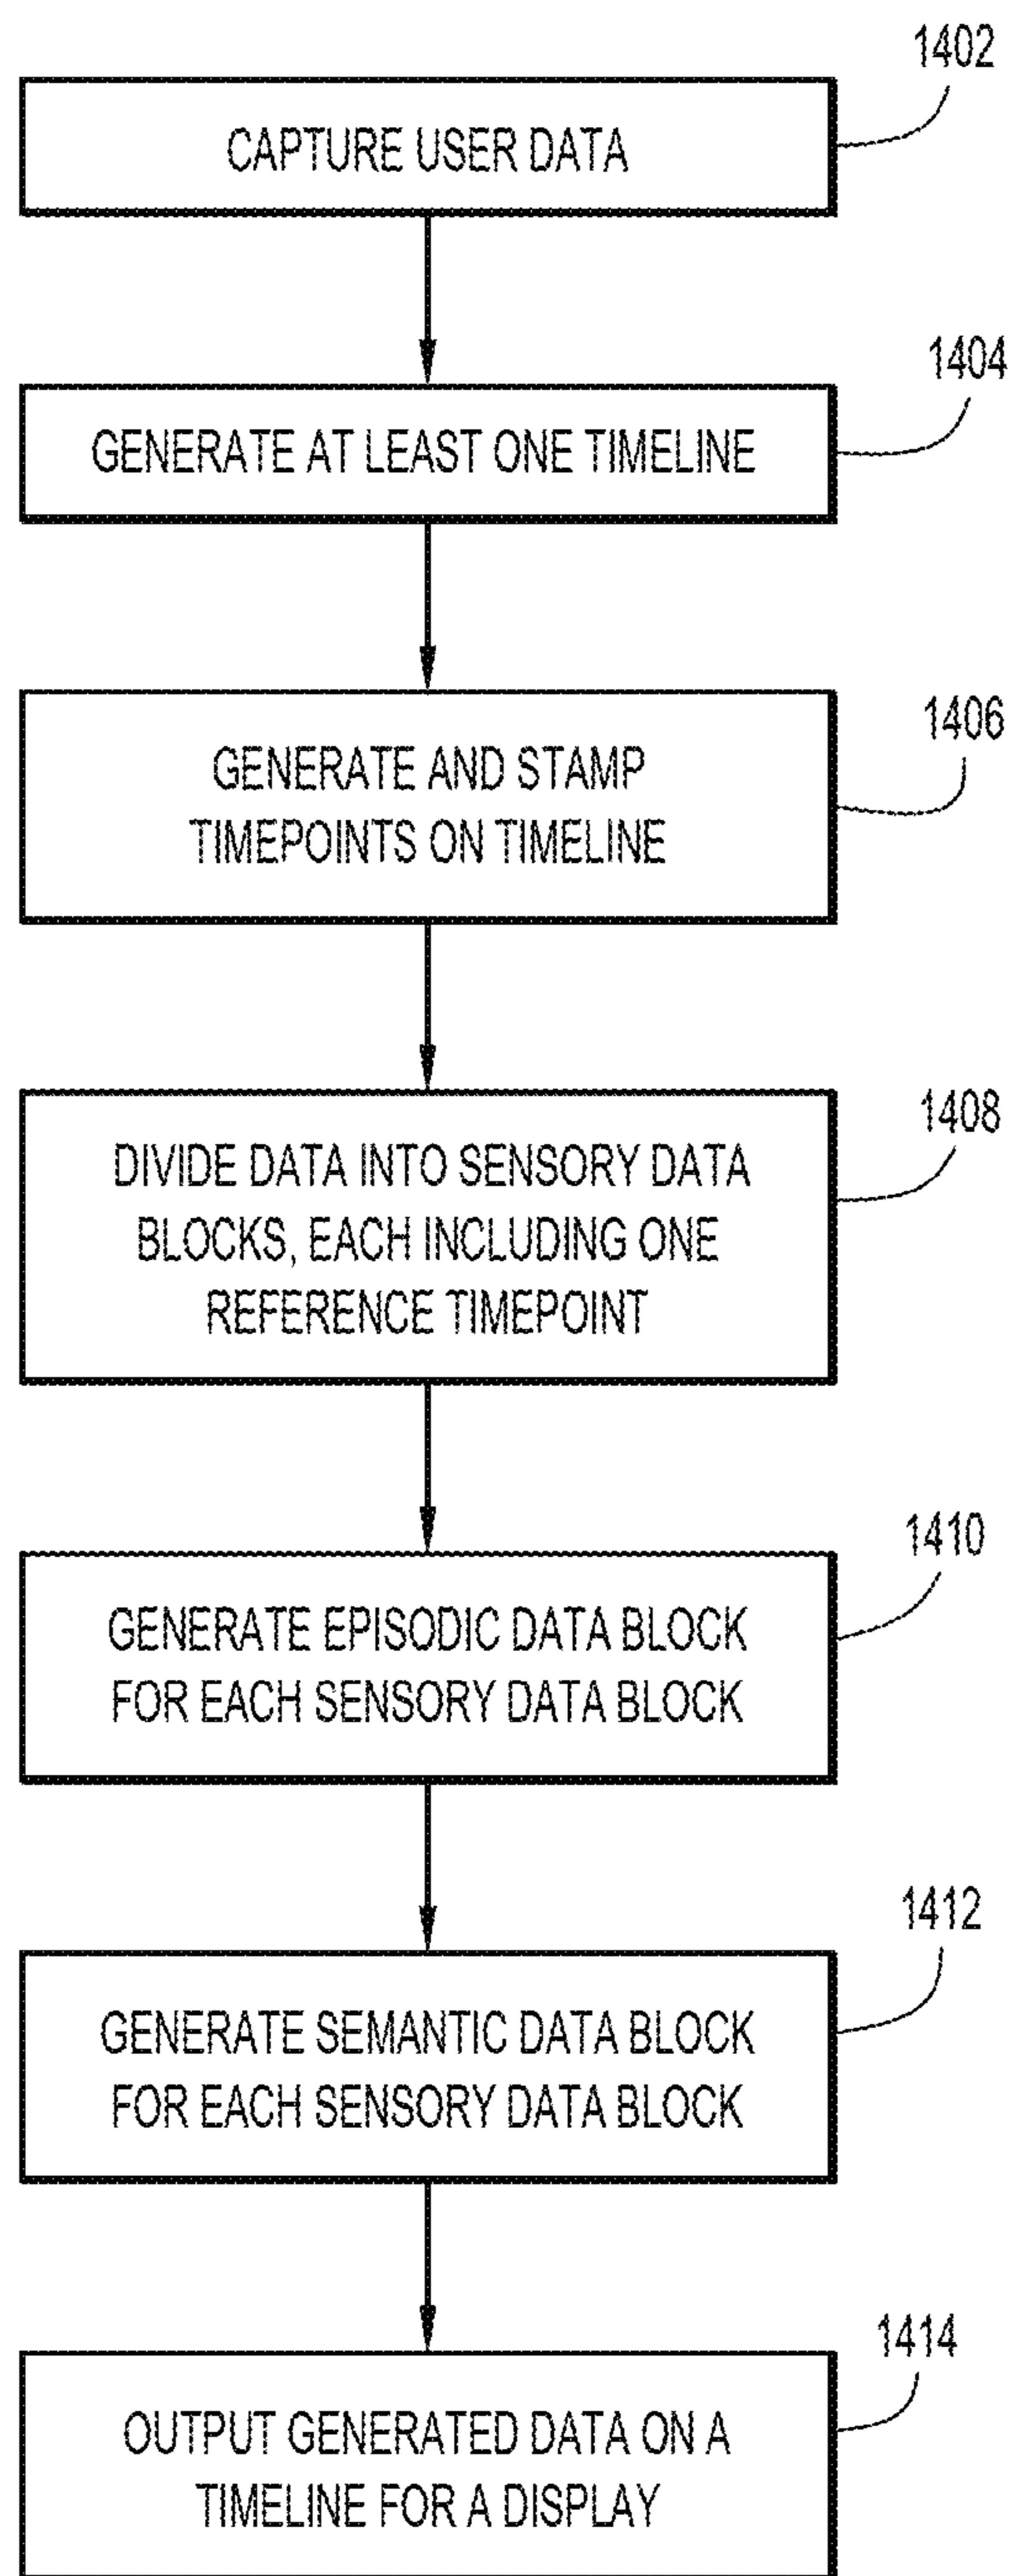 1402
CAPTURE USER DATA
1404
GENERATE AT LEAST ONE TIMELINE
1406
GENERATE AND STAMP
TIMEPOINTS ON TIMELINE
1408
DIVIDE DATA INTO SENSORY DATA
BLOCKS, EACH INCLUDING ONE
REFERENCE TIMEPOINT
1410
GENERATE EPISODIC DATA BLOCK
FOR EACH SENSORY DATA BLOCK
1412
GENERATE SEMANTIC DATA BLOCK
FOR EACH SENSORY DATA BLOCK
1414
OUTPUT GENERATED DATA ON A
TIMELINE FOR A DISPLAY